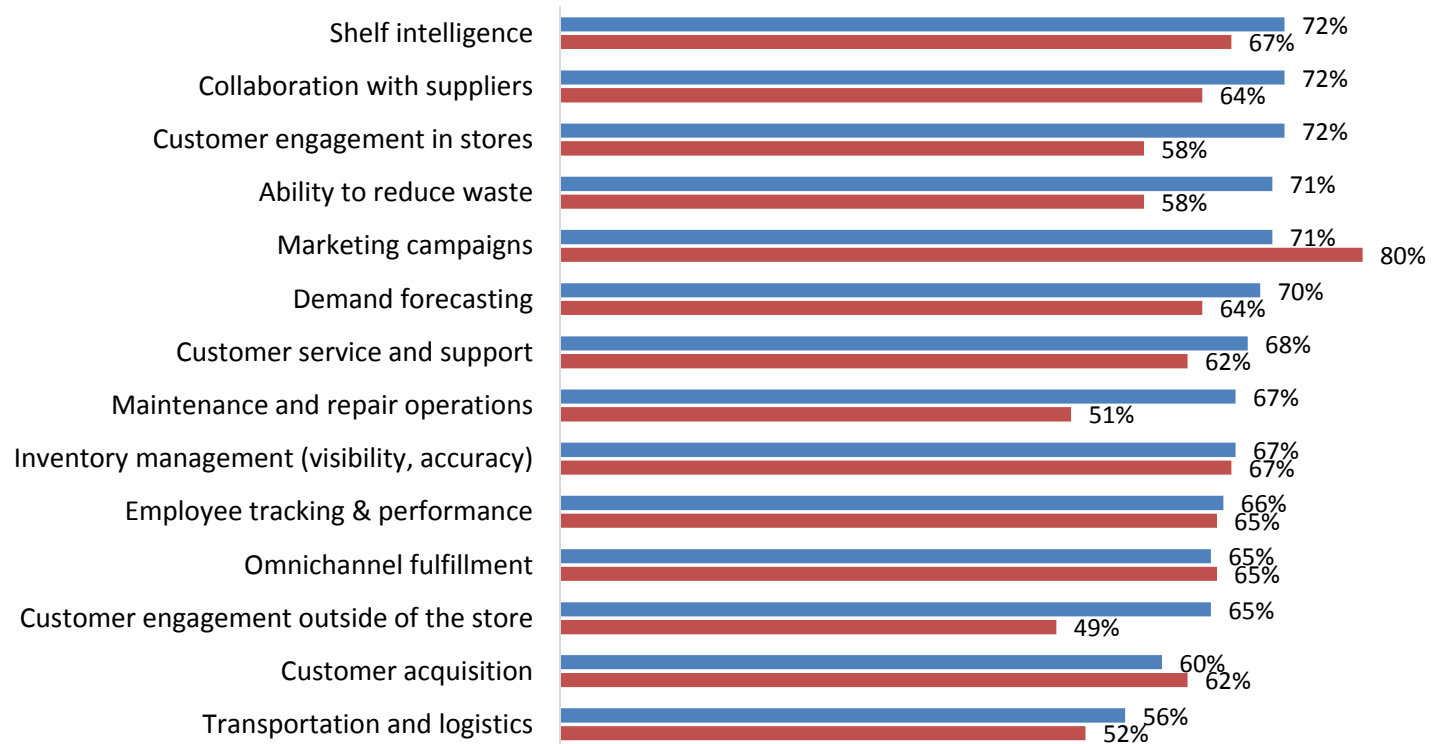 Shelf intelligence
72%
67%
Collaboration with suppliers
72%
64%
Customer engagement in stores
72%
58%
Ability to reduce waste
71%
58%
Marketing campaigns
71%
80%
Demand forecasting
70%
64%
Customer service and support
68%
62%
Maintenance and repair operations
67%
51%
Inventory management (visibility, accuracy)
67%
67%
Employee tracking & performance
66%
65%
Omnichannel fulfillment
65%
65%
Customer engagement outside of the store
65%
49%
Customer acquisition
60%
62%
Transportation and logistics
56%
52%